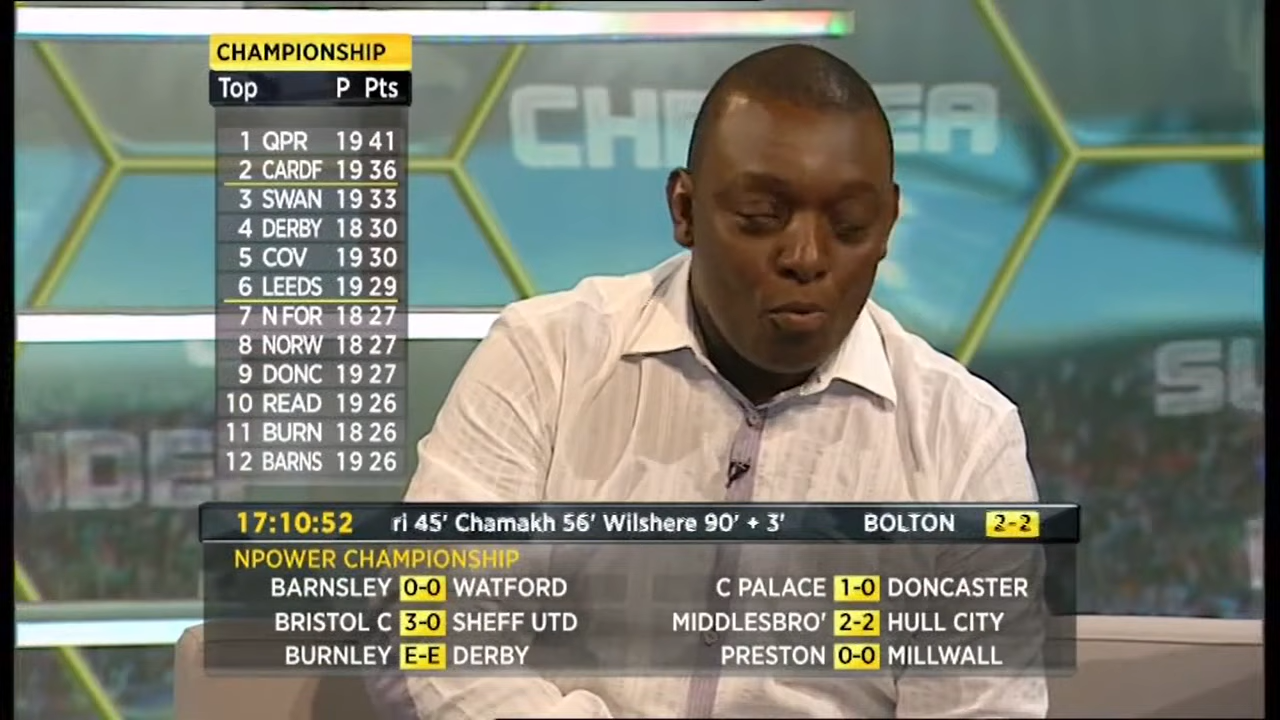 CHAMPIONSHIP
Top P Pts
1 QPR 19 41
2 CARDF 19 36
3 SWAN 19 33
4 DERBY 18 30
5 COV 19 30
6 LEEDS 19 29
7 N FOR 18 27
8 NORW 18 27
9 DONC 19 27
10 READ 19 26
11 BURN 18 26
12 BARNS 19 26
CHELSEA
SU
NDE
17:10:52 ri 45' Chamakh 56' Wilshere 90' + 3' BOLTON 2-2
NPOWER CHAMPIONSHIP
BARNSLEY 0-0 WATFORD C PALACE 1-0 DONCASTER
BRISTOL C 3-0 SHEFF UTD MIDDLESBRO' 2-2 HULL CITY
BURNLEY E-E DERBY PRESTON 0-0 MILLWALL